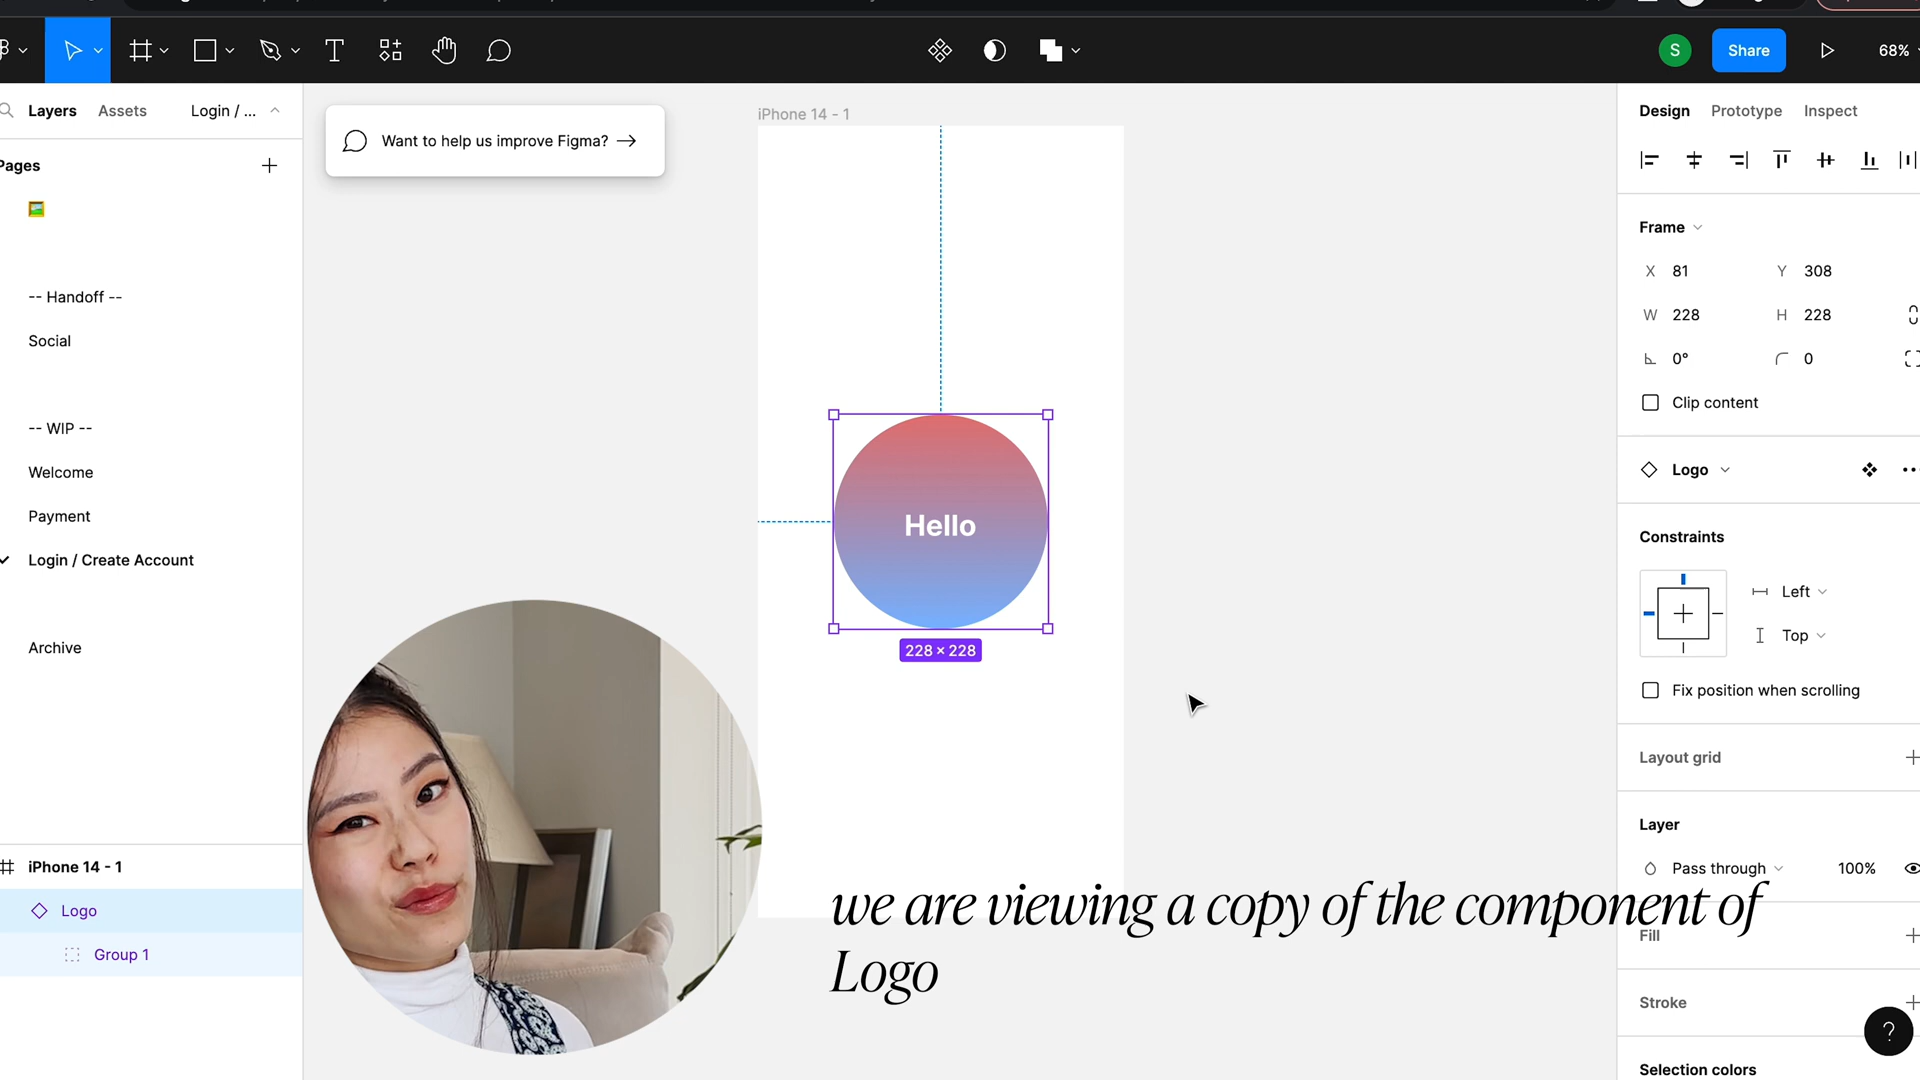 S
Share
68%
Layers
Assets
Login / ...
Pages
-- Handoff --
Social
-- WIP --
Welcome
Payment
Login / Create Account
Archive
iPhone 14 - 1
Logo
Group 1
Want to help us improve Figma? →
iPhone 14 - 1
Hello
228 × 228
we are viewing a copy of the component of
Logo
Design
Prototype
Inspect
Frame
X 81
Y 308
W 228
H 228
0°
0
Clip content
Logo
Constraints
Left
Top
Fix position when scrolling
Layout grid
Layer
Pass through
100%
Fill
Stroke
Selection colors
?